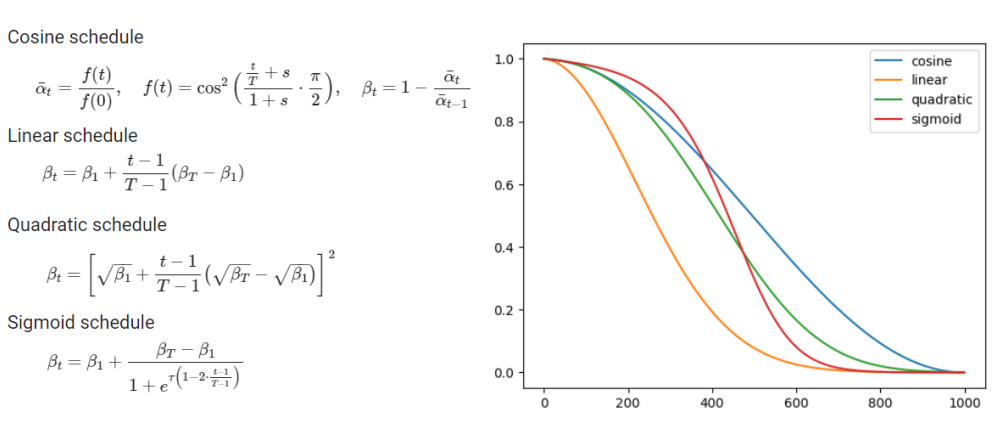 Cosine schedule
ᾱ_t = f(t)/f(0), f(t) = cos²((t/T + s)/(1 + s) · π/2), β_t = 1 − ᾱ_t/ᾱ_{t−1}
Linear schedule
β_t = β_1 + (t − 1)/(T − 1) (β_T − β_1)
Quadratic schedule
β_t = [√β_1 + (t − 1)/(T − 1) (√β_T − √β_1)]²
Sigmoid schedule
β_t = β_1 + (β_T − β_1)/(1 + e^{τ(1−2·(t−1)/(T−1))})
1.0
0.8
0.6
0.4
0.2
0.0
0 200 400 600 800 1000
cosine
linear
quadratic
sigmoid